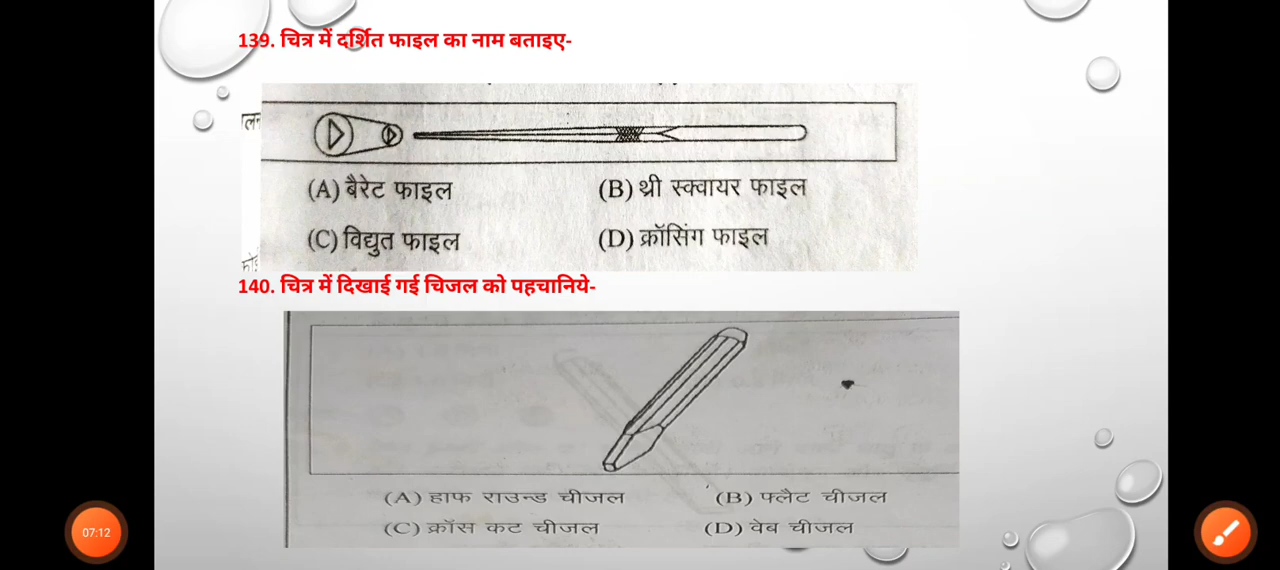 139. चित्र में दर्शित फाइल का नाम बताइए-
(A) बैरेट फाइल (B) थ्री स्क्वायर फाइल
(C) विद्युत फाइल (D) क्रॉसिंग फाइल
140. चित्र में दिखाई गई चिजल को पहचानिये-
(A) हाफ राउन्ड चीजल (B) फ्लैट चीजल
(C) क्रॉस कट चीजल (D) वेब चीजल
07:12